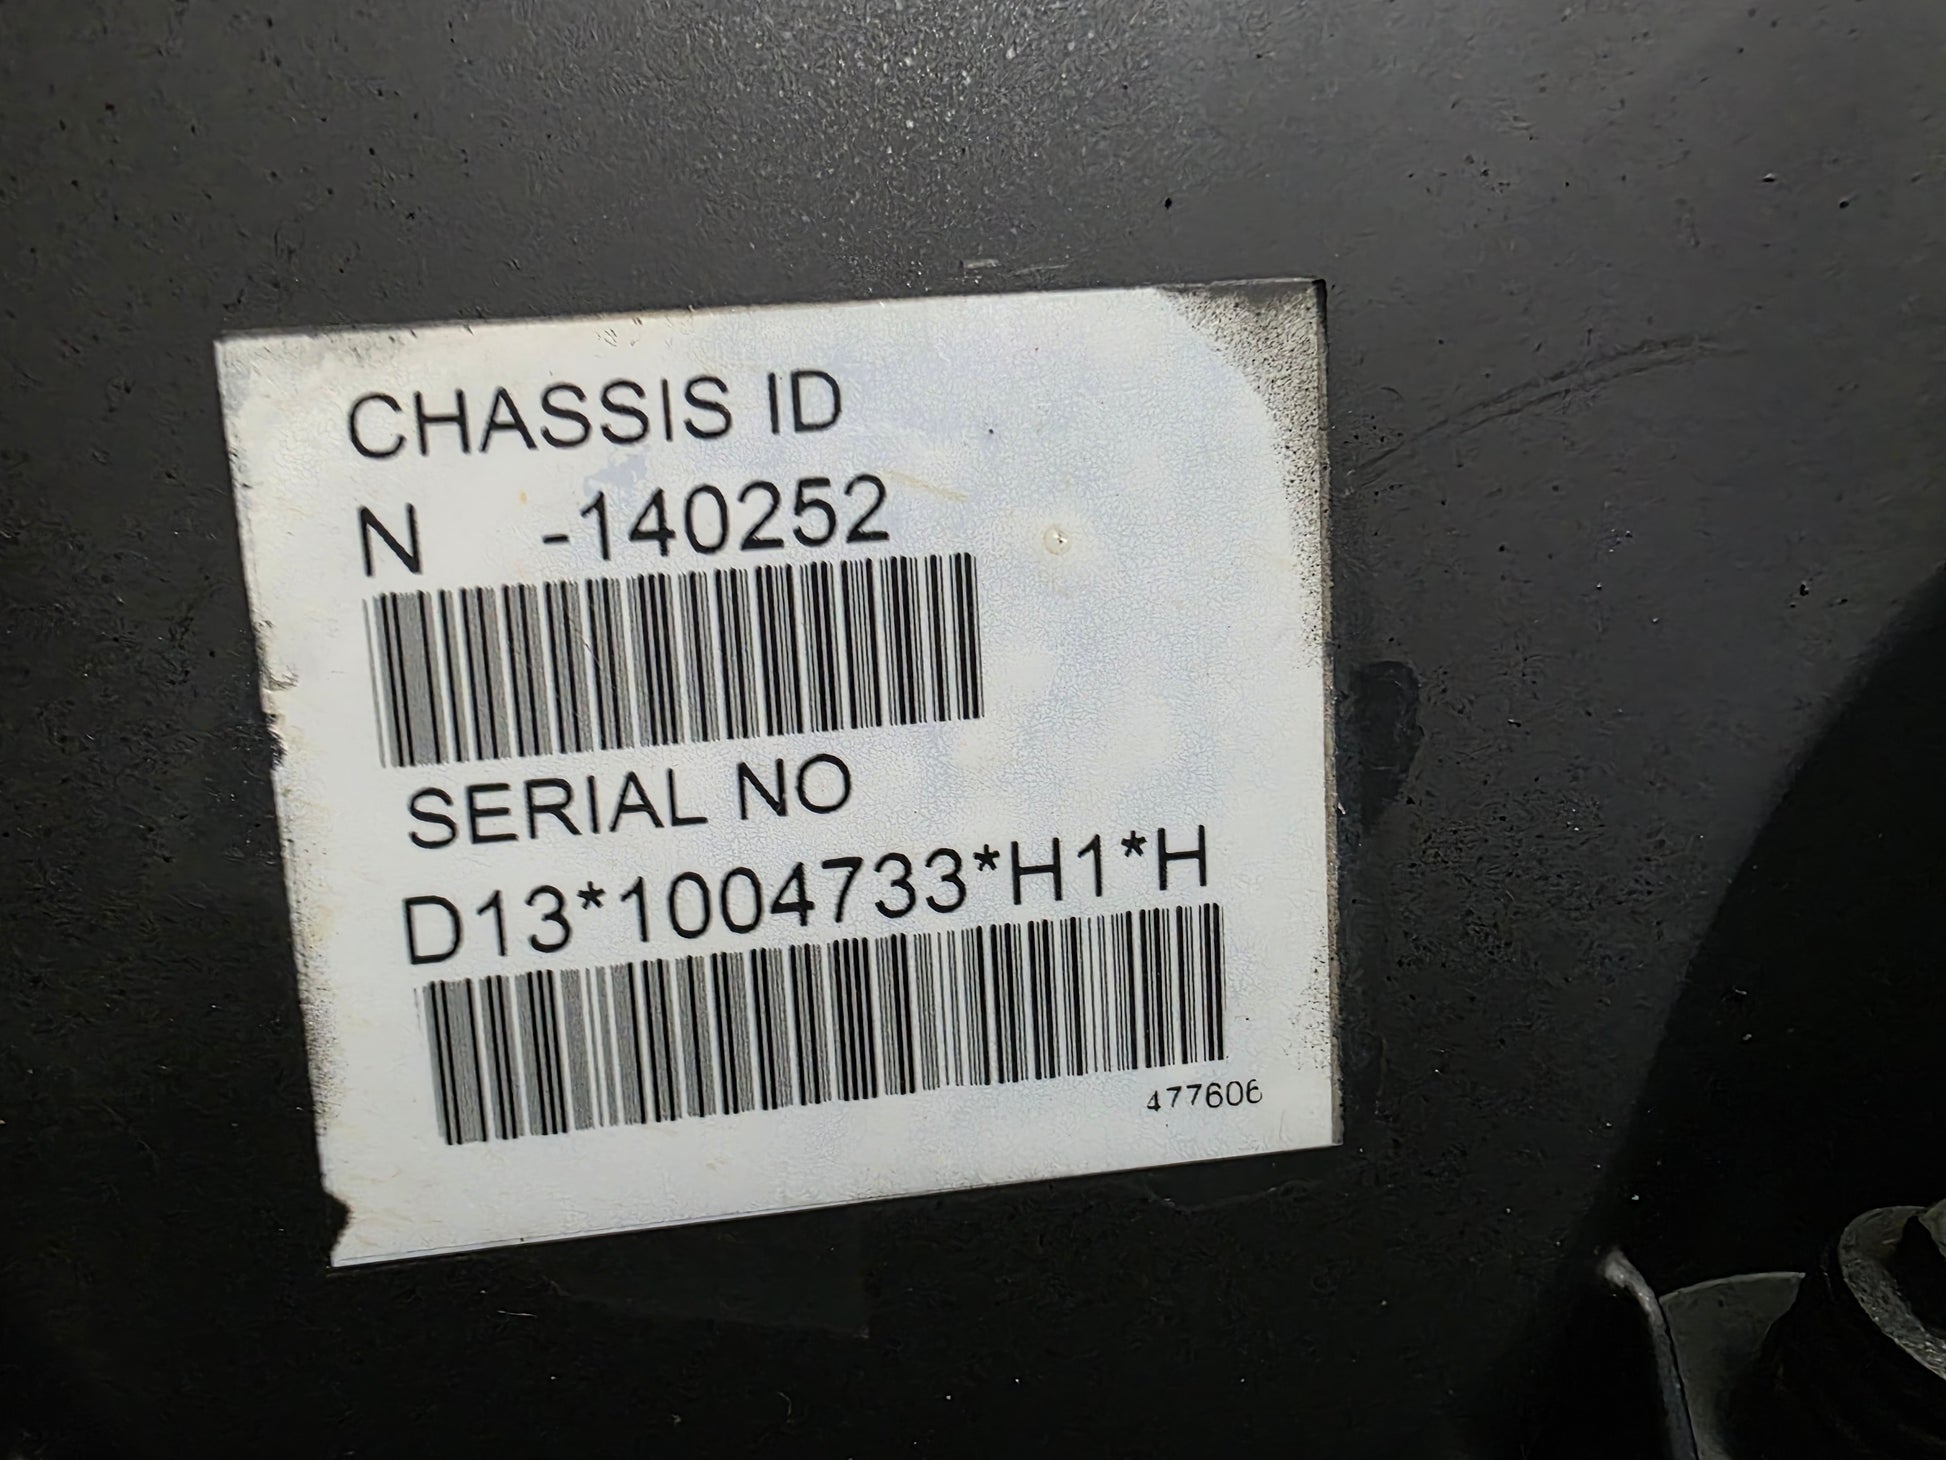 CHASSIS ID
N -140252
SERIAL NO
D13*1004733*H1*H
477606